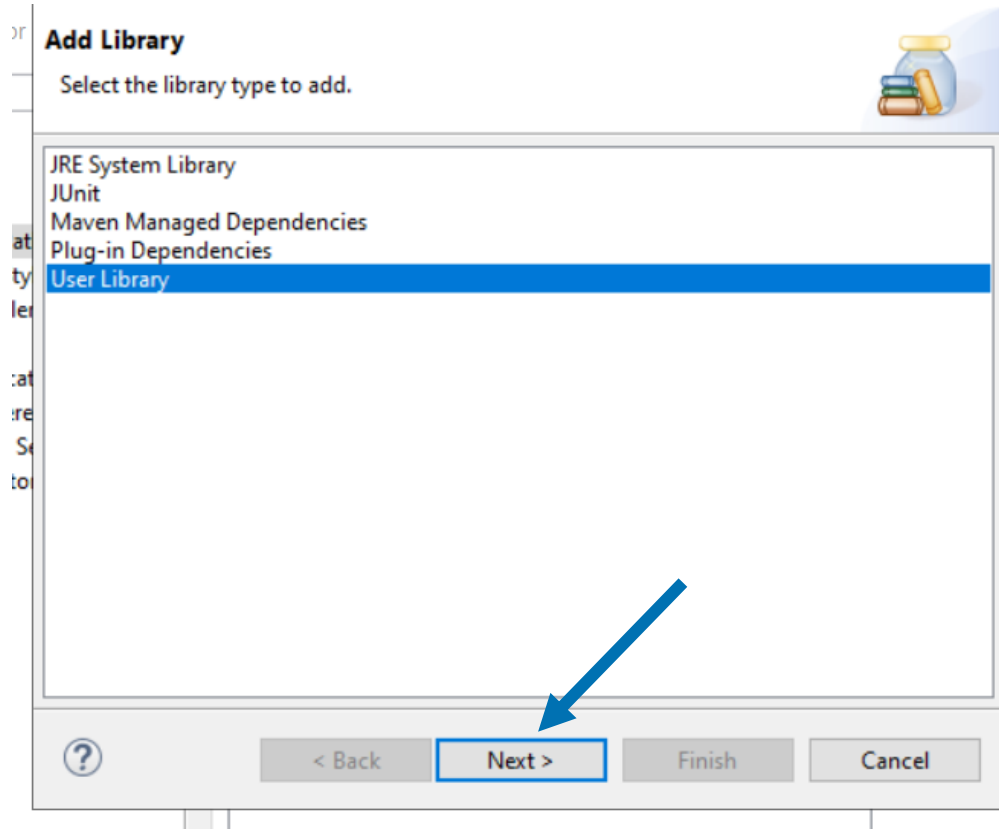 Add Library
Select the library type to add.
JRE System Library
JUnit
Maven Managed Dependencies
Plug-in Dependencies
User Library
?
< Back
Next >
Finish
Cancel